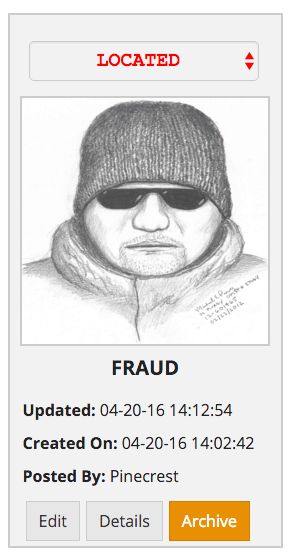 LOCATED
FRAUD
Updated: 04-20-16 14:12:54
Created On: 04-20-16 14:02:42
Posted By: Pinecrest
Edit Details Archive